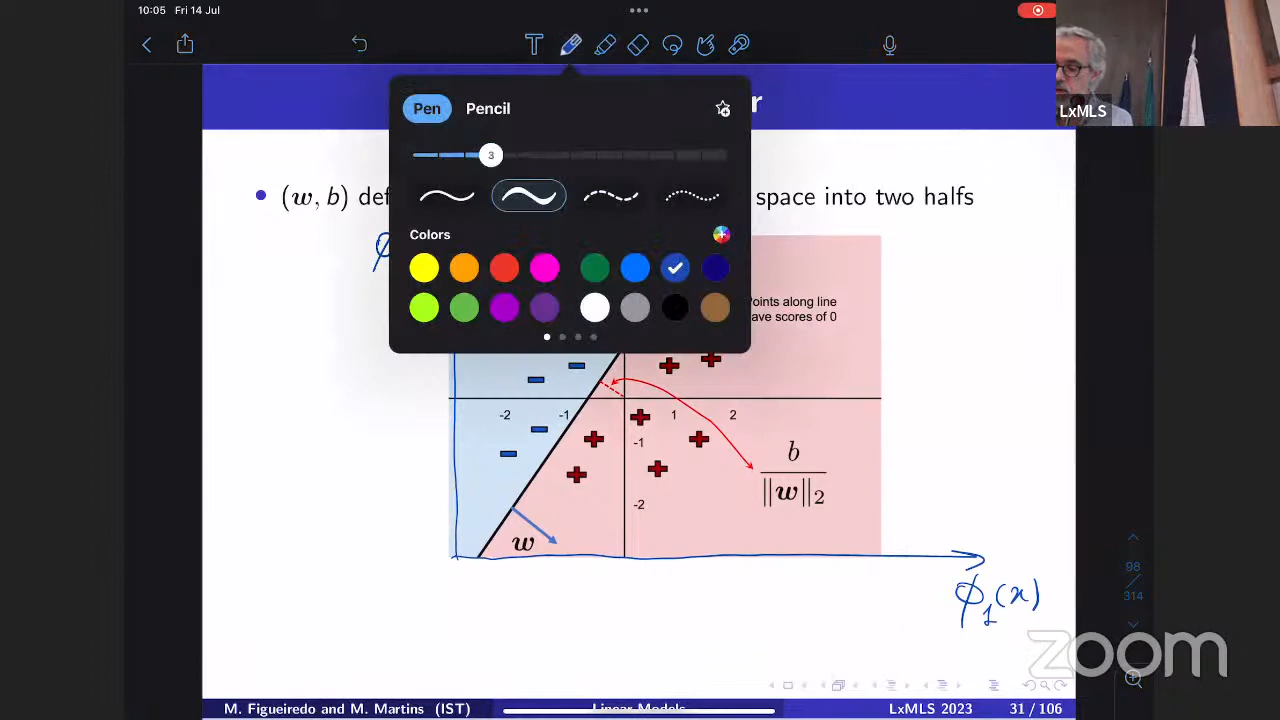 10:05 Fri 14 Jul
LxMLS
Pen Pencil
3
(w, b) def
space into two halfs
Colors
oints along line
ave scores of 0
-2 -1 1 2
-1
-2
b
‖w‖₂
w
ϕ₁(x)
98
314
zoom
M. Figueiredo and M. Martins (IST) Linear Models LxMLS 2023 31 / 106